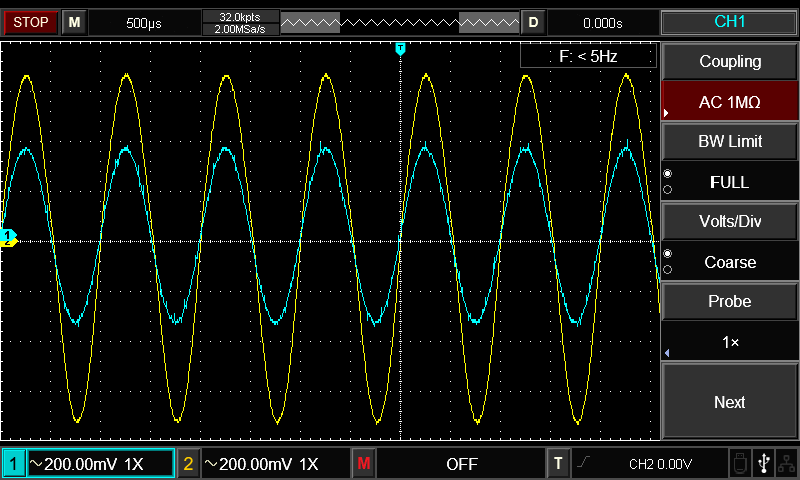 STOP M 500µs 32.0kpts D 0.000s CH1
2.00MSa/s
T
F: < 5Hz
Coupling
AC 1MΩ
BW Limit
FULL
Volts/Div
Coarse
Probe
1×
Next
1
2
1 ~200.00mV 1X 2 ~200.00mV 1X M OFF T CH2 0.00V